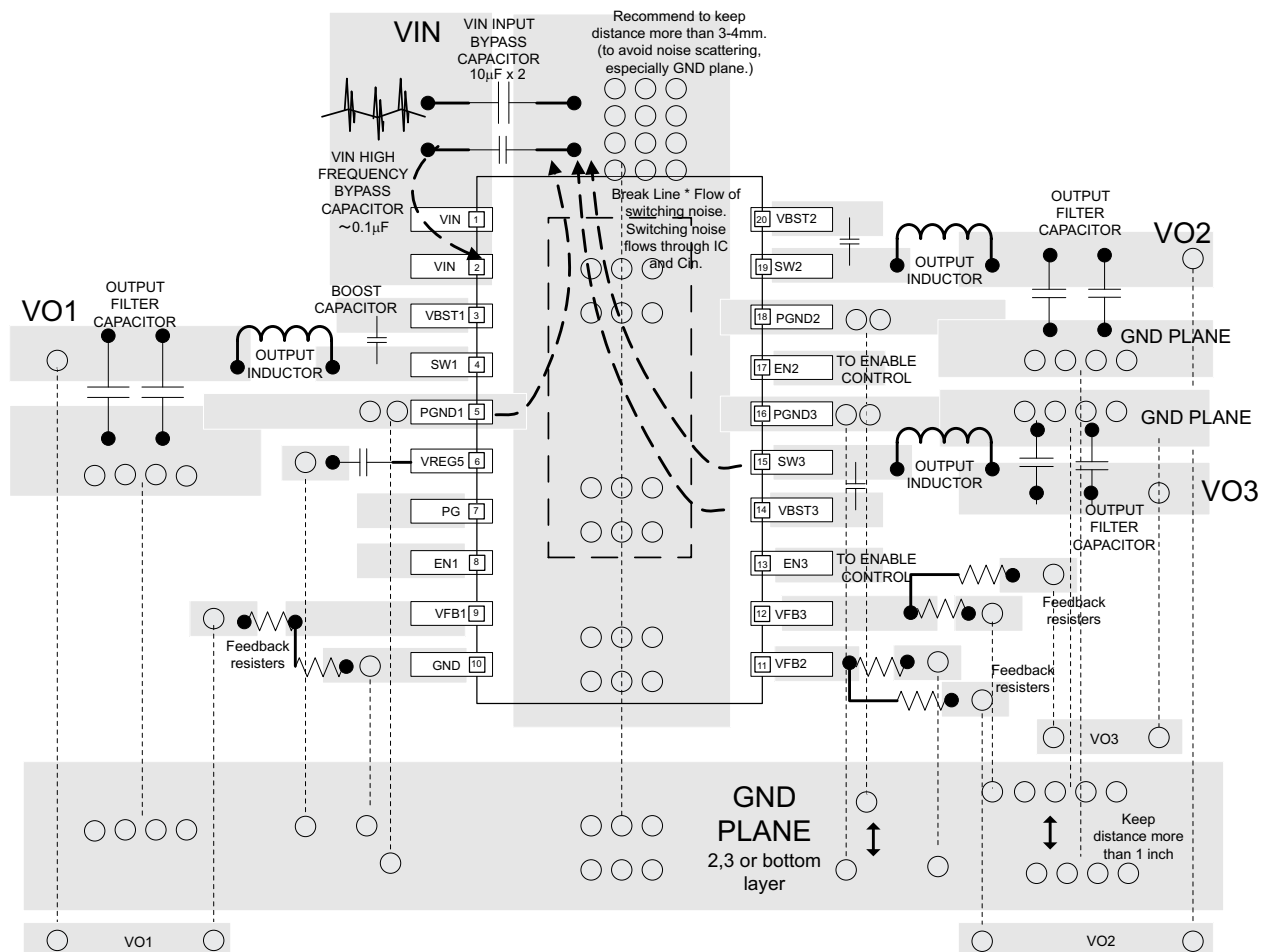 VIN
VIN INPUT
BYPASS
CAPACITOR
10μF x 2
Recommend to keep
distance more than 3-4mm.
(to avoid noise scattering,
especially GND plane.)
VIN HIGH
FREQUENCY
BYPASS
CAPACITOR
～0.1μF
Break Line * Flow of
switching noise.
Switching noise
flows through IC
and Cin.
VIN 1
VIN 2
BOOST
CAPACITOR
VBST1 3
SW1 4
PGND1 5
VREG5 6
PG 7
EN1 8
VFB1 9
GND 10
20 VBST2
19 SW2
18 PGND2
17 EN2
16 PGND3
15 SW3
14 VBST3
13 EN3
12 VFB3
11 VFB2
VO1
OUTPUT
FILTER
CAPACITOR
OUTPUT
INDUCTOR
OUTPUT
INDUCTOR
OUTPUT
FILTER
CAPACITOR
VO2
GND PLANE
TO ENABLE
CONTROL
GND PLANE
OUTPUT
INDUCTOR
VO3
OUTPUT
FILTER
CAPACITOR
TO ENABLE
CONTROL
Feedback
resisters
Feedback
resisters
Feedback
resisters
VO3
GND
PLANE
2,3 or bottom
layer
Keep
distance more
than 1 inch
VO1
VO2